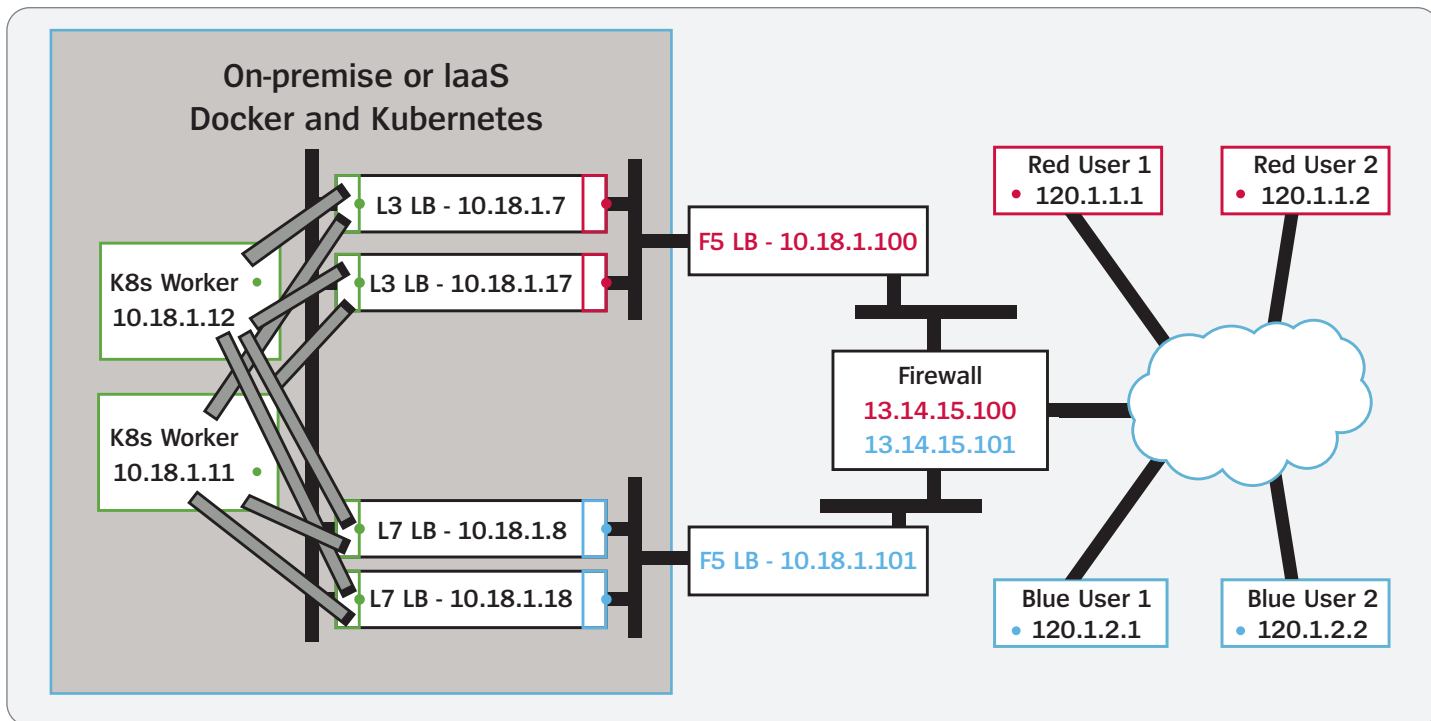 On-premise or IaaS
Docker and Kubernetes
L3 LB - 10.18.1.7
L3 LB - 10.18.1.17
K8s Worker
10.18.1.12
K8s Worker
10.18.1.11
L7 LB - 10.18.1.8
L7 LB - 10.18.1.18
F5 LB - 10.18.1.100
F5 LB - 10.18.1.101
Firewall
13.14.15.100
13.14.15.101
Red User 1
• 120.1.1.1
Red User 2
• 120.1.1.2
Blue User 1
• 120.1.2.1
Blue User 2
• 120.1.2.2